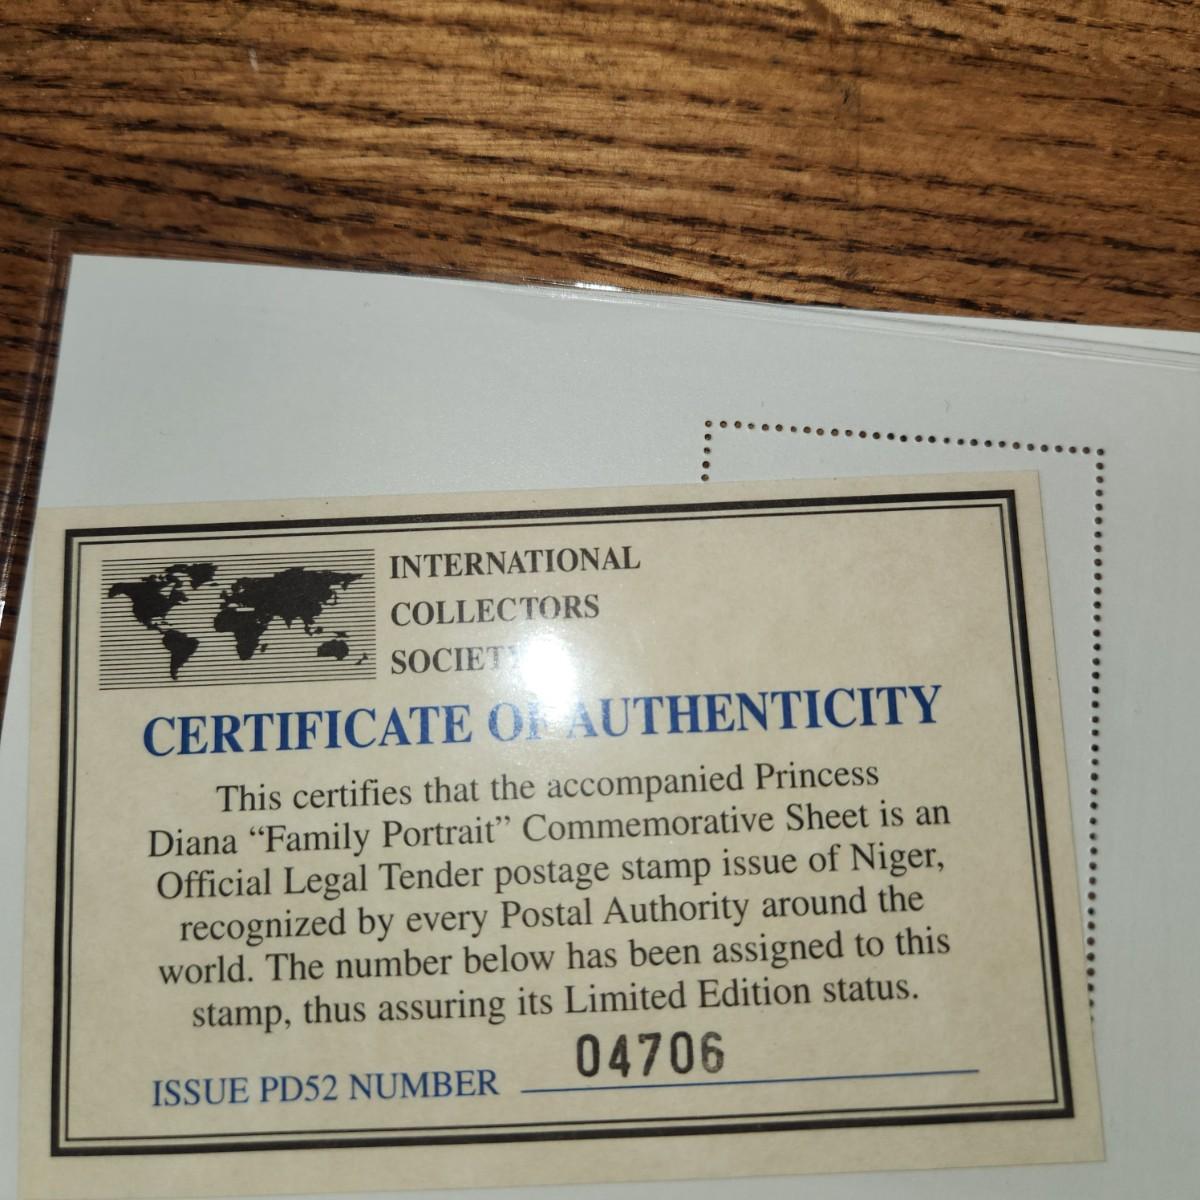 INTERNATIONAL
COLLECTORS
SOCIETY
CERTIFICATE OF AUTHENTICITY
This certifies that the accompanied Princess
Diana “Family Portrait” Commemorative Sheet is an
Official Legal Tender postage stamp issue of Niger,
recognized by every Postal Authority around the
world. The number below has been assigned to this
stamp, thus assuring its Limited Edition status.
ISSUE PD52 NUMBER 04706